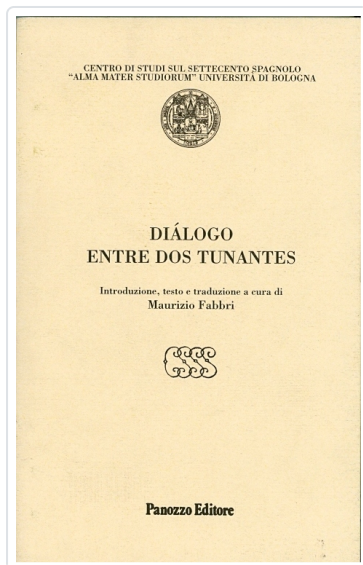 CENTRO DI STUDI SUL SETTECENTO SPAGNOLO
"ALMA MATER STUDIORUM" UNIVERSITÀ DI BOLOGNA
DIÁLOGO
ENTRE DOS TUNANTES
Introduzione, testo e traduzione a cura di
Maurizio Fabbri
CSSS
Panozzo Editore